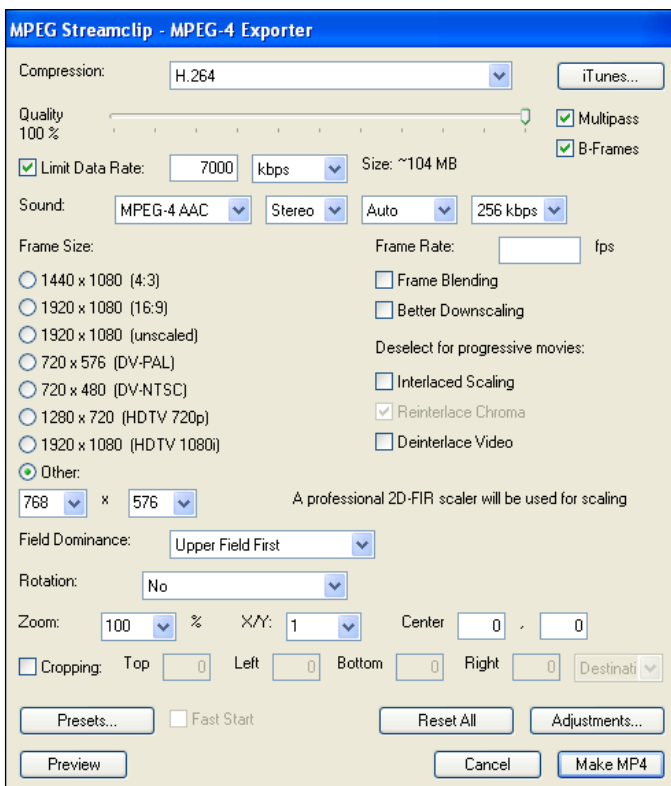 MPEG Streamclip - MPEG-4 Exporter
Compression: H.264 iTunes...
Quality
100 %
Multipass
B-Frames
Limit Data Rate: 7000 kbps Size: ~104 MB
Sound: MPEG-4 AAC Stereo Auto 256 kbps
Frame Size: Frame Rate: fps
1440 x 1080 (4:3) Frame Blending
1920 x 1080 (16:9) Better Downscaling
1920 x 1080 (unscaled)
Deselect for progressive movies:
720 x 576 (DV-PAL)
720 x 480 (DV-NTSC) Interlaced Scaling
1280 x 720 (HDTV 720p) Reinterlace Chroma
1920 x 1080 (HDTV 1080i) Deinterlace Video
Other:
768 x 576 A professional 2D-FIR scaler will be used for scaling
Field Dominance: Upper Field First
Rotation: No
Zoom: 100 % X/Y: 1 Center 0 , 0
Cropping: Top 0 Left 0 Bottom 0 Right 0 Destinati
Presets... Fast Start Reset All Adjustments...
Preview Cancel Make MP4